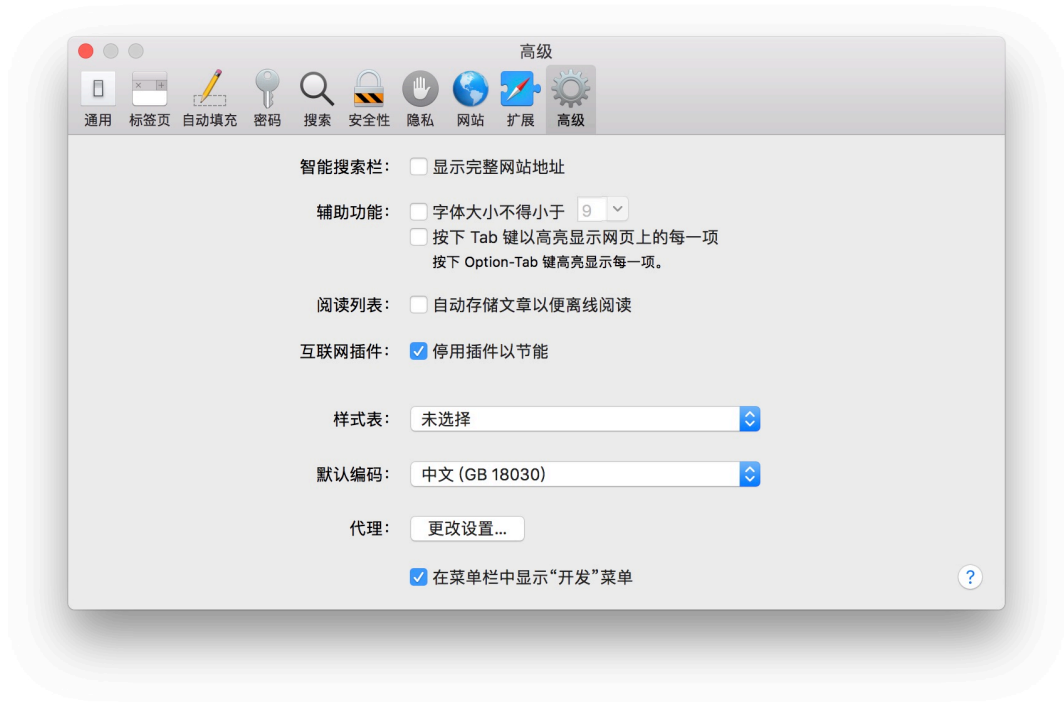 高级
通用 标签页 自动填充 密码 搜索 安全性 隐私 网站 扩展 高级
智能搜索栏： 显示完整网站地址
辅助功能： 字体大小不得小于 9
按下 Tab 键以高亮显示网页上的每一项
按下 Option-Tab 键高亮显示每一项。
阅读列表： 自动存储文章以便离线阅读
互联网插件： 停用插件以节能
样式表： 未选择
默认编码： 中文 (GB 18030)
代理： 更改设置...
在菜单栏中显示“开发”菜单
?